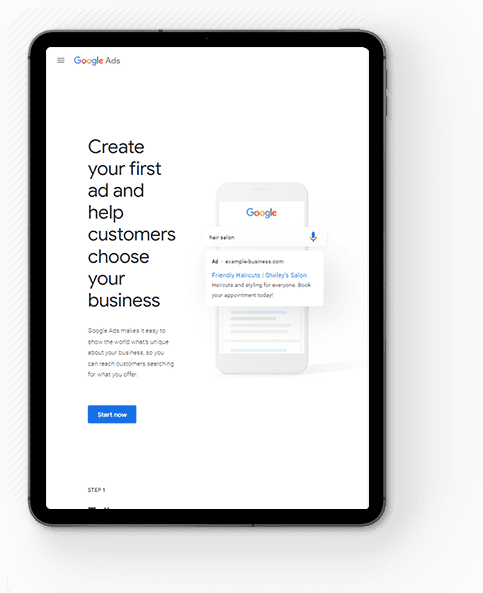 Google Ads
Create
your first
ad and
help
customers
choose
your
business
Google Ads makes it easy to
show the world what's unique
about your business, so you
can reach customers searching
for what you offer.
Start now
Google
hair salon
Ad · example-business.com
Friendly Haircuts | Shirley's Salon
Haircuts and styling for everyone. Book
your appointment today!
STEP 1